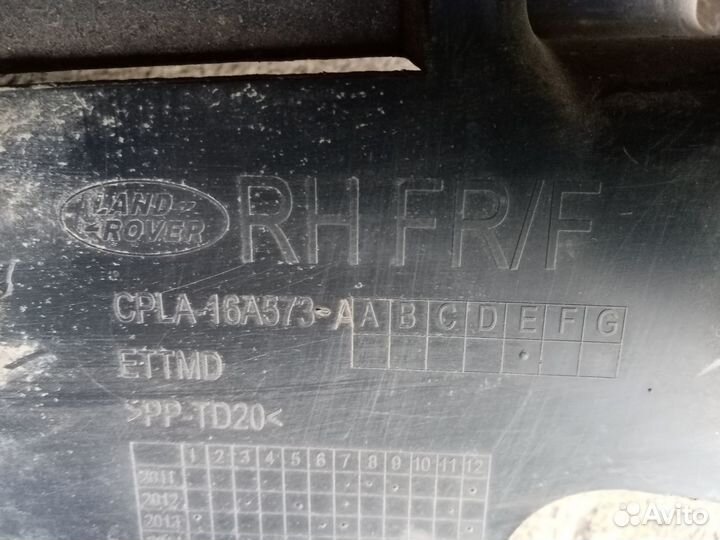 LAND
ROVER
RH FR/F
CPLA-16A573-A A B C D E F G
ETTMD
>PP-TD20<
1 2 3 4 5 6 7 8 9 10 11 12
2011
2012
2013
Avito